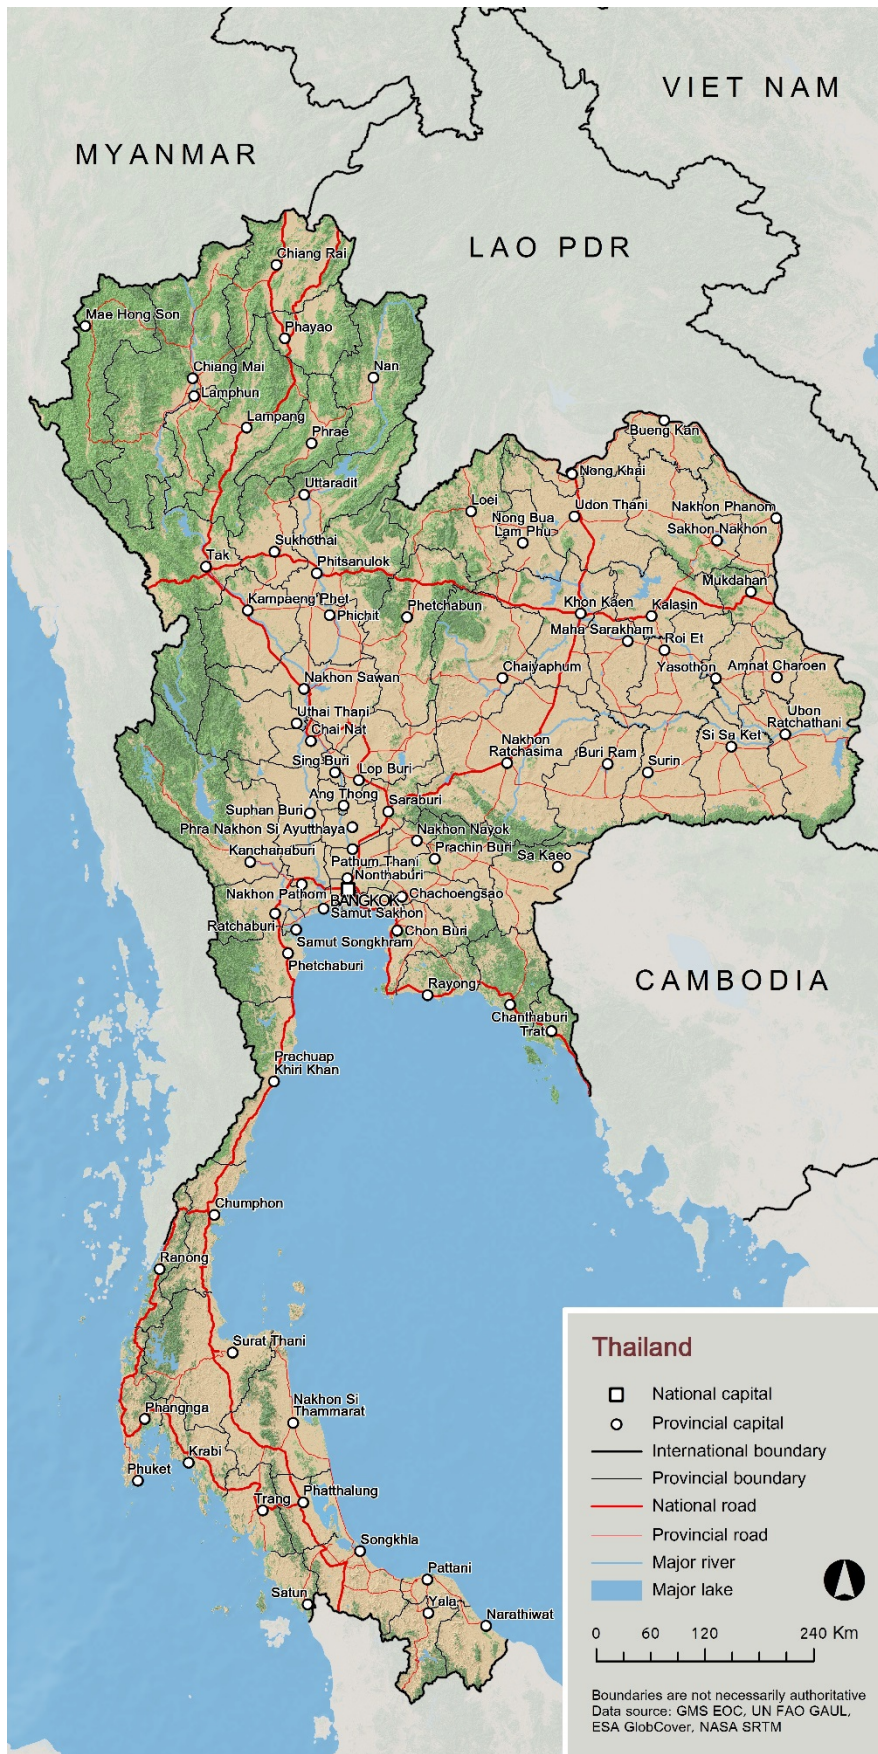 VIET NAM
MYANMAR
LAO PDR
Chiang Rai
Mae Hong Son
Phayao
Chiang Mai
Nan
Lamphun
Lampang
Phrae
Bueng Kan
Nong Khai
Uttaradit
Loei
Udon Thani
Nakhon Phanom
Nong Bua
Lam Phu
Sakhon Nakhon
Sukhothai
Tak
Phitsanulok
Mukdahan
Kampaeng Phet
Phichit
Phetchabun
Khon Kaen
Kalasin
Maha Sarakham
Roi Et
Chaiyaphum
Yasothon
Amnat Charoen
Nakhon Sawan
Uthai Thani
Chai Nat
Ubon
Ratchathani
Si Sa Ket
Nakhon
Ratchasima
Buri Ram
Surin
Sing Buri
Lop Buri
Ang Thong
Suphan Buri
Saraburi
Phra Nakhon Si Ayutthaya
Nakhon Nayok
Kanchanaburi
Pathum Thani
Prachin Buri
Sa Kaeo
Nonthaburi
Nakhon Pathom
BANGKOK
Chachoengsao
Samut Sakhon
Ratchaburi
Chon Buri
Samut Songkhram
Phetchaburi
CAMBODIA
Rayong
Chanthaburi
Trat
Prachuap
Khiri Khan
Chumphon
Ranong
Surat Thani
Phangnga
Nakhon Si
Thammarat
Krabi
Phuket
Trang
Phatthalung
Songkhla
Pattani
Satun
Yala
Narathiwat
Thailand
National capital
Provincial capital
International boundary
Provincial boundary
National road
Provincial road
Major river
Major lake
0 60 120 240 Km
Boundaries are not necessarily authoritative
Data source: GMS EOC, UN FAO GAUL,
ESA GlobCover, NASA SRTM